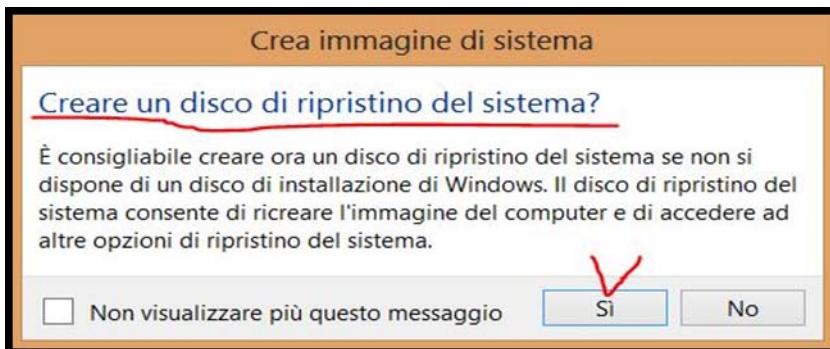 Crea immagine di sistema
Creare un disco di ripristino del sistema?
È consigliabile creare ora un disco di ripristino del sistema se non si
dispone di un disco di installazione di Windows. Il disco di ripristino del
sistema consente di ricreare l'immagine del computer e di accedere ad
altre opzioni di ripristino del sistema.
Non visualizzare più questo messaggio Sì No